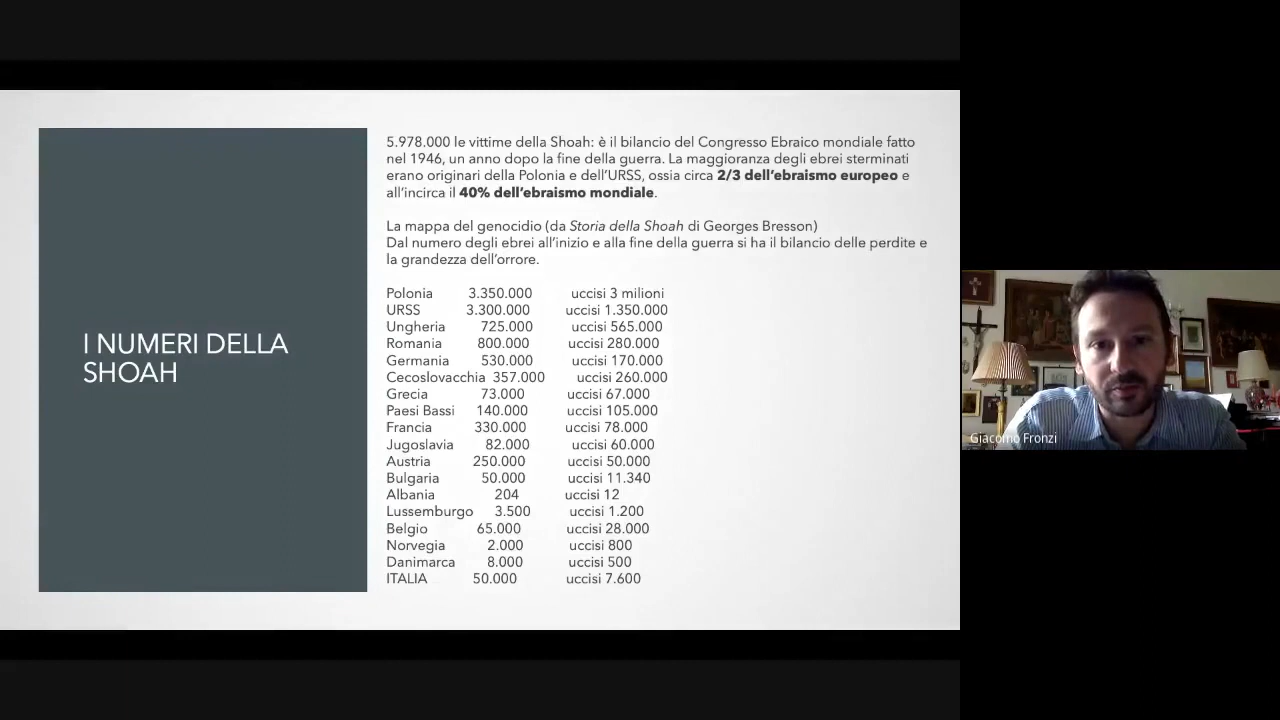 I NUMERI DELLA
SHOAH
5.978.000 le vittime della Shoah: è il bilancio del Congresso Ebraico mondiale fatto
nel 1946, un anno dopo la fine della guerra. La maggioranza degli ebrei sterminati
erano originari della Polonia e dell'URSS, ossia circa 2/3 dell'ebraismo europeo e
all'incirca il 40% dell'ebraismo mondiale.
La mappa del genocidio (da Storia della Shoah di Georges Bresson)
Dal numero degli ebrei all'inizio e alla fine della guerra si ha il bilancio delle perdite e
la grandezza dell'orrore.
Polonia 3.350.000 uccisi 3 milioni
URSS 3.300.000 uccisi 1.350.000
Ungheria 725.000 uccisi 565.000
Romania 800.000 uccisi 280.000
Germania 530.000 uccisi 170.000
Cecoslovacchia 357.000 uccisi 260.000
Grecia 73.000 uccisi 67.000
Paesi Bassi 140.000 uccisi 105.000
Francia 330.000 uccisi 78.000
Jugoslavia 82.000 uccisi 60.000
Austria 250.000 uccisi 50.000
Bulgaria 50.000 uccisi 11.340
Albania 204 uccisi 12
Lussemburgo 3.500 uccisi 1.200
Belgio 65.000 uccisi 28.000
Norvegia 2.000 uccisi 800
Danimarca 8.000 uccisi 500
ITALIA 50.000 uccisi 7.600
Giacomo Fronzi